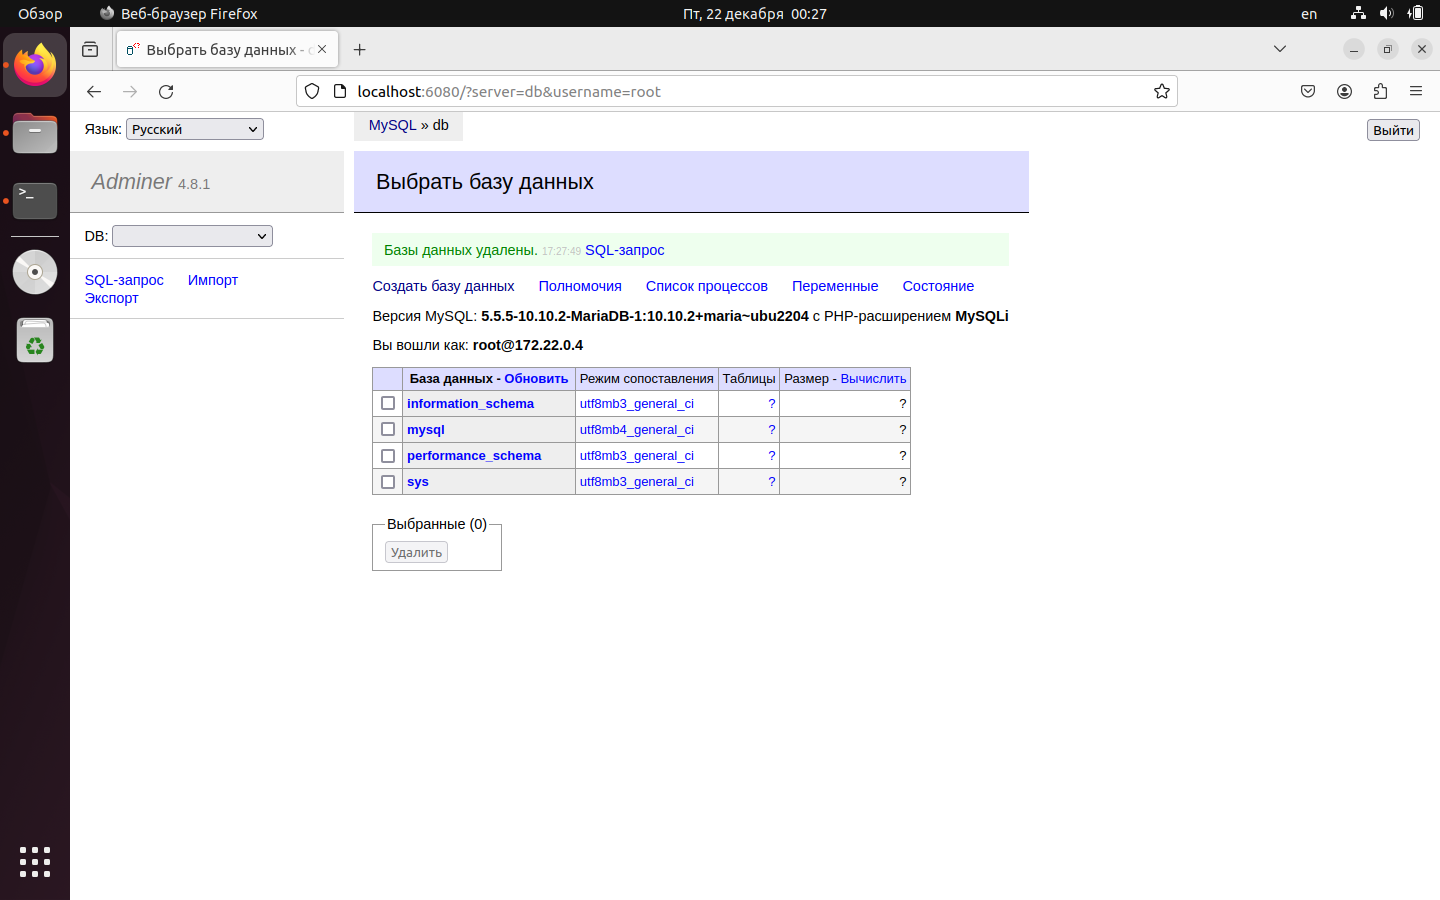 Обзор Веб-браузер Firefox Пт, 22 декабря 00:27 en
Выбрать базу данных -
localhost:6080/?server=db&username=root
Язык: Русский MySQL » db Выйти
Adminer 4.8.1 Выбрать базу данных
DB:
Базы данных удалены. 17:27:49 SQL-запрос
SQL-запрос Импорт
Экспорт
Создать базу данных Полномочия Список процессов Переменные Состояние
Версия MySQL: 5.5.5-10.10.2-MariaDB-1:10.10.2+maria~ubu2204 с PHP-расширением MySQLi
Вы вошли как: root@172.22.0.4
База данных - Обновить Режим сопоставления Таблицы Размер - Вычислить
information_schema utf8mb3_general_ci ? ?
mysql utf8mb4_general_ci ? ?
performance_schema utf8mb3_general_ci ? ?
sys utf8mb3_general_ci ? ?
Выбранные (0)
Удалить